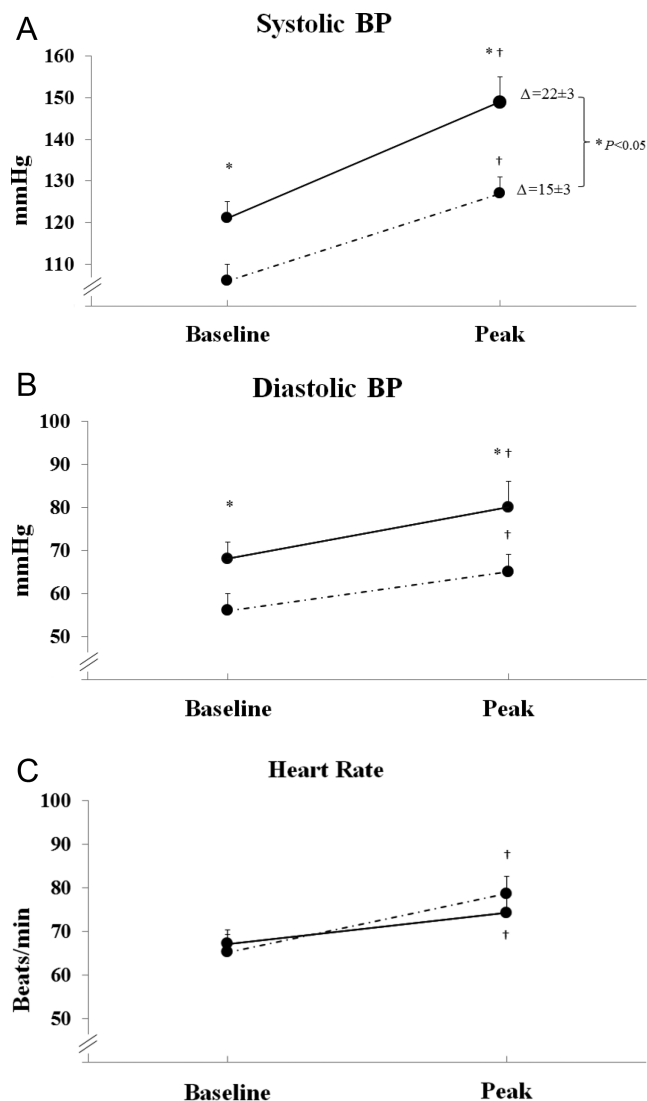 A
Systolic BP
160
150
140
130
120
110
mmHg
* †
*
†
Δ=22±3
Δ=15±3
* P<0.05
Baseline Peak
B
Diastolic BP
100
90
80
70
60
50
mmHg
* †
*
†
Baseline Peak
C
Heart Rate
100
90
80
70
60
50
Beats/min
†
†
Baseline Peak